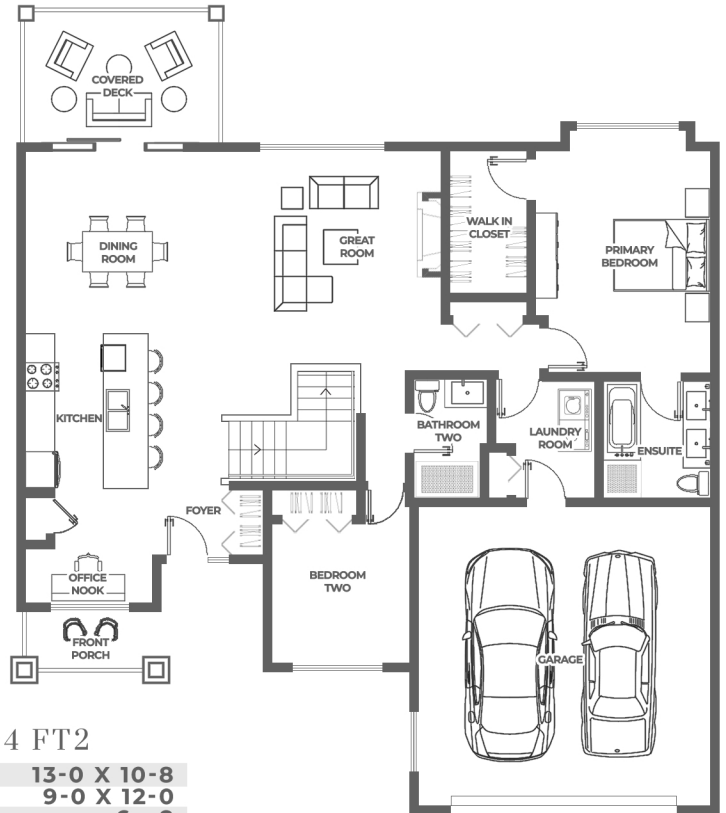 COVERED
DECK
DINING
ROOM
GREAT
ROOM
WALK IN
CLOSET
PRIMARY
BEDROOM
KITCHEN
BATHROOM
TWO
LAUNDRY
ROOM
ENSUITE
FOYER
OFFICE
NOOK
BEDROOM
TWO
FRONT
PORCH
GARAGE
4 FT2
13-0 X 10-8
9-0 X 12-0